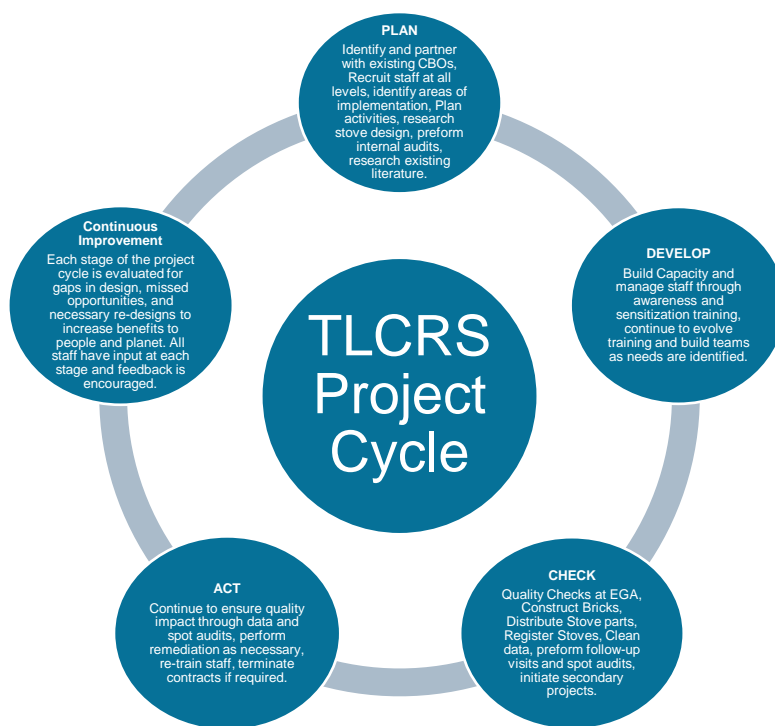 PLAN
Identify and partner
with existing CBOs,
Recruit staff at all
levels, identify areas of
implementation, Plan
activities, research
stove design, preform
internal audits,
research existing
literature.
DEVELOP
Build Capacity and
manage staff through
awareness and
sensitization training,
continue to evolve
training and build teams
as needs are identified.
CHECK
Quality Checks at EGA,
Construct Bricks,
Distribute Stove parts,
Register Stoves, Clean
data, preform follow-up
visits and spot audits,
initiate secondary
projects.
ACT
Continue to ensure quality
impact through data and
spot audits, perform
remediation as necessary,
re-train staff, terminate
contracts if required.
Continuous
Improvement
Each stage of the project
cycle is evaluated for
gaps in design, missed
opportunities, and
necessary re-designs to
increase benefits to
people and planet. All
staff have input at each
stage and feedback is
encouraged.
TLCRS
Project
Cycle